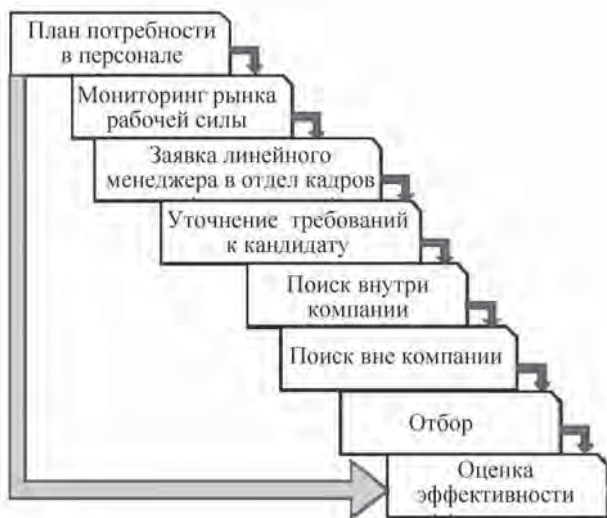 План потребности
в персонале
Мониторинг рынка
рабочей силы
Заявка линейного
менеджера в отдел кадров
Уточнение требований
к кандидату
Поиск внутри
компании
Поиск вне компании
Отбор
Оценка
эффективности